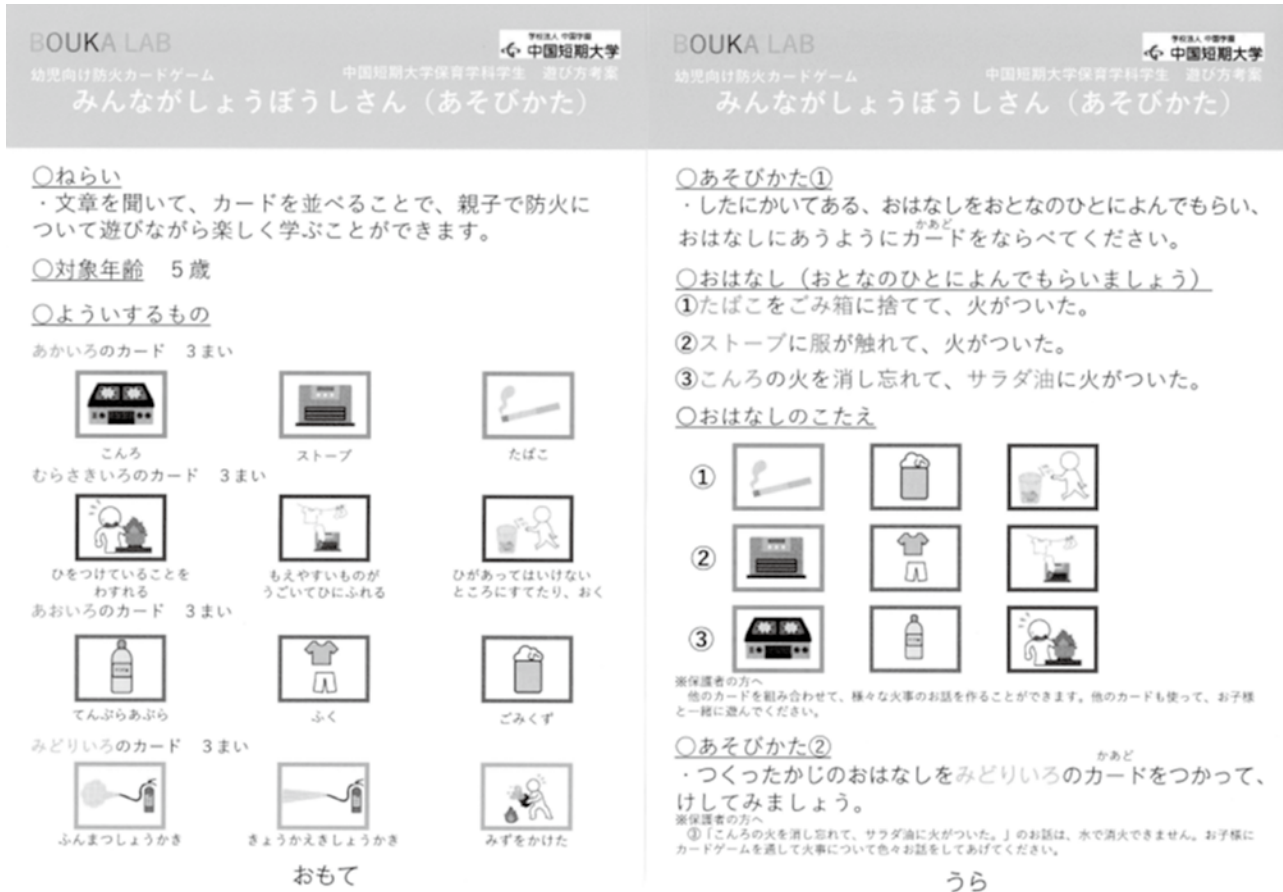 BOUKA LAB
学校法人 中国学園
中国短期大学
幼児向け防火カードゲーム
中国短期大学保育学科学生　遊び方考案
みんながしょうぼうしさん（あそびかた）
○ねらい
・文章を聞いて、カードを並べることで、親子で防火に
ついて遊びながら楽しく学ぶことができます。
○対象年齢　５歳
○よういするもの
あかいろのカード　３まい
こんろ
ストーブ
たばこ
むらさきいろのカード　３まい
ひをつけていることを
わすれる
もえやすいものが
うごいてひにふれる
ひがあってはいけない
ところにすてたり、おく
あおいろのカード　３まい
てんぷらあぶら
ふく
ごみくず
みどりいろのカード　３まい
ふんまつしょうかき
きょうかえきしょうかき
みずをかけた
おもて
BOUKA LAB
学校法人 中国学園
中国短期大学
幼児向け防火カードゲーム
中国短期大学保育学科学生　遊び方考案
みんながしょうぼうしさん（あそびかた）
○あそびかた①
・したにかいてある、おはなしをおとなのひとによんでもらい、
かあど
おはなしにあうようにカードをならべてください。
○おはなし（おとなのひとによんでもらいましょう）
①たばこをごみ箱に捨てて、火がついた。
②ストーブに服が触れて、火がついた。
③こんろの火を消し忘れて、サラダ油に火がついた。
○おはなしのこたえ
①
②
③
※保護者の方へ
他のカードを組み合わせて、様々な火事のお話を作ることができます。他のカードも使って、お子様
と一緒に遊んでください。
○あそびかた②
かあど
・つくったかじのおはなしをみどりいろのカードをつかって、
けしてみましょう。
※保護者の方へ
③「こんろの火を消し忘れて、サラダ油に火がついた。」のお話は、水で消火できません。お子様に
カードゲームを通して火事について色々お話をしてあげてください。
うら